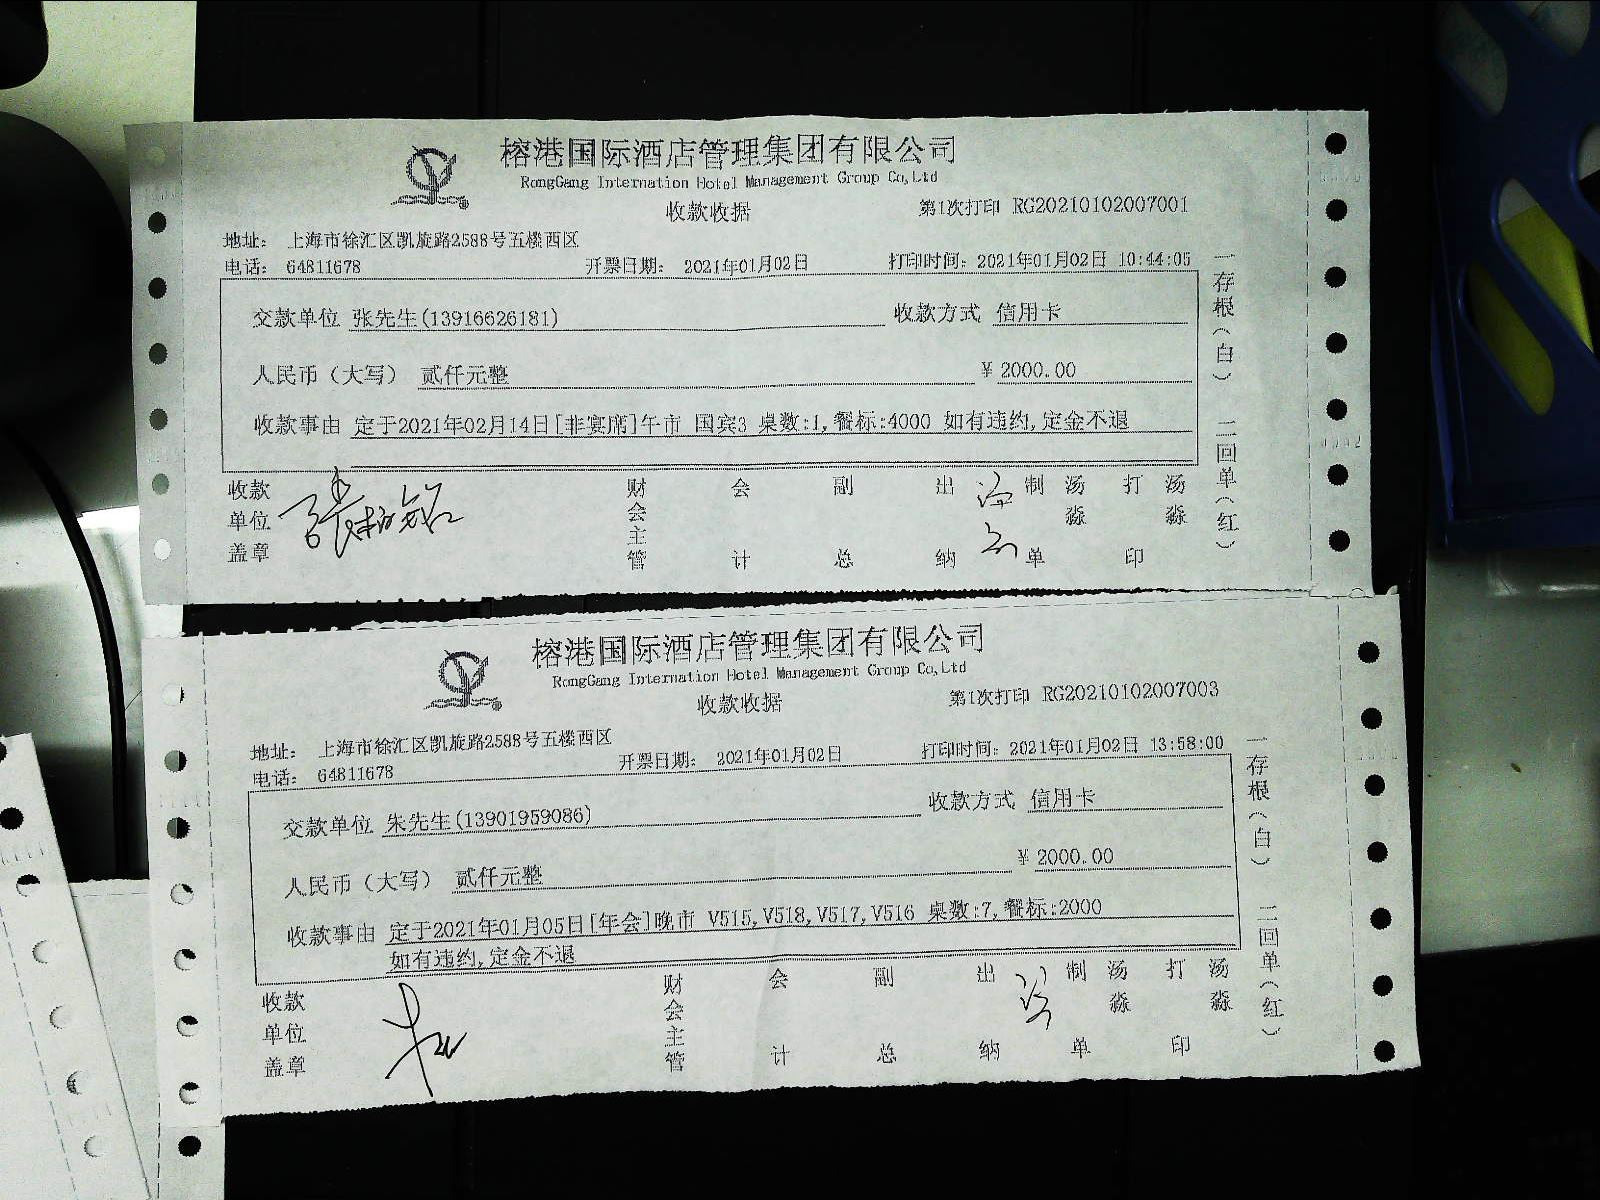 榕港国际酒店管理集团有限公司
RongGang Internation Hotel Management Group Co,Ltd
收款收据
第1次打印 RG20210102007001
地址： 上海市徐汇区凯旋路2588号五楼西区
电话： 64811678 开票日期： 2021年01月02日 打印时间：2021年01月02日 10:44:05
交款单位 张先生(13916626181) 收款方式 信用卡
人民币（大写） 贰仟元整 ¥ 2000.00
收款事由 定于2021年02月14日[非宴席]午市 国宾3 桌数:1,餐标:4000 如有违约,定金不退
收款单位盖章 财会主管 会计 副总 出纳 制单 汤淼 打印 汤淼
一存根（白） 二回单（红）
榕港国际酒店管理集团有限公司
RongGang Internation Hotel Management Group Co,Ltd
收款收据
第1次打印 RG20210102007003
地址： 上海市徐汇区凯旋路2588号五楼西区
电话： 64811678 开票日期： 2021年01月02日 打印时间：2021年01月02日 13:58:00
交款单位 朱先生(13901959086) 收款方式 信用卡
人民币（大写） 贰仟元整 ¥ 2000.00
收款事由 定于2021年01月05日[年会]晚市 V515,V518,V517,V516 桌数:7,餐标:2000
如有违约,定金不退
收款单位盖章 财会主管 会计 副总 出纳 制单 汤淼 打印 汤淼
一存根（白） 二回单（红）